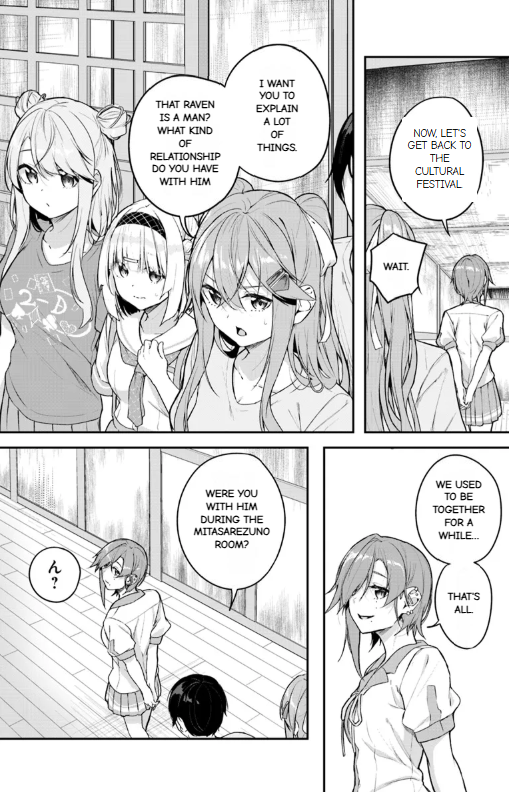 NOW, LET'S
GET BACK TO
THE
CULTURAL
FESTIVAL.
WAIT.
I WANT
YOU TO
EXPLAIN
A LOT
OF
THINGS.
THAT RAVEN
IS A MAN?
WHAT KIND
OF
RELATIONSHIP
DO YOU HAVE
WITH HIM
2-D
WE USED
TO BE
TOGETHER
FOR A
WHILE...
THAT'S
ALL.
WERE YOU
WITH HIM
DURING THE
MITASAREZUNO
ROOM?
ん?